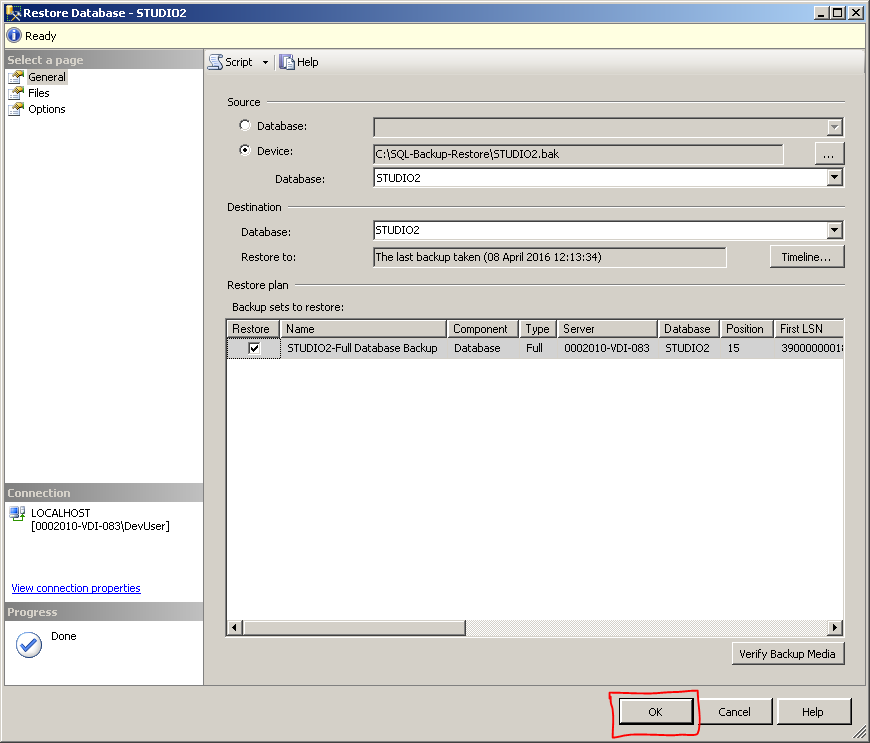 Restore Database - STUDIO2
Ready
Select a page
General
Files
Options
Script
Help
Source
Database:
Device:
C:\SQL-Backup-Restore\STUDIO2.bak
...
Database:
STUDIO2
Destination
Database:
STUDIO2
Restore to:
The last backup taken (08 April 2016 12:13:34)
Timeline...
Restore plan
Backup sets to restore:
Restore Name Component Type Server Database Position First LSN
STUDIO2-Full Database Backup Database Full 0002010-VDI-083 STUDIO2 15 390000000018
Connection
LOCALHOST
[0002010-VDI-083\DevUser]
View connection properties
Progress
Done
Verify Backup Media
OK
Cancel
Help